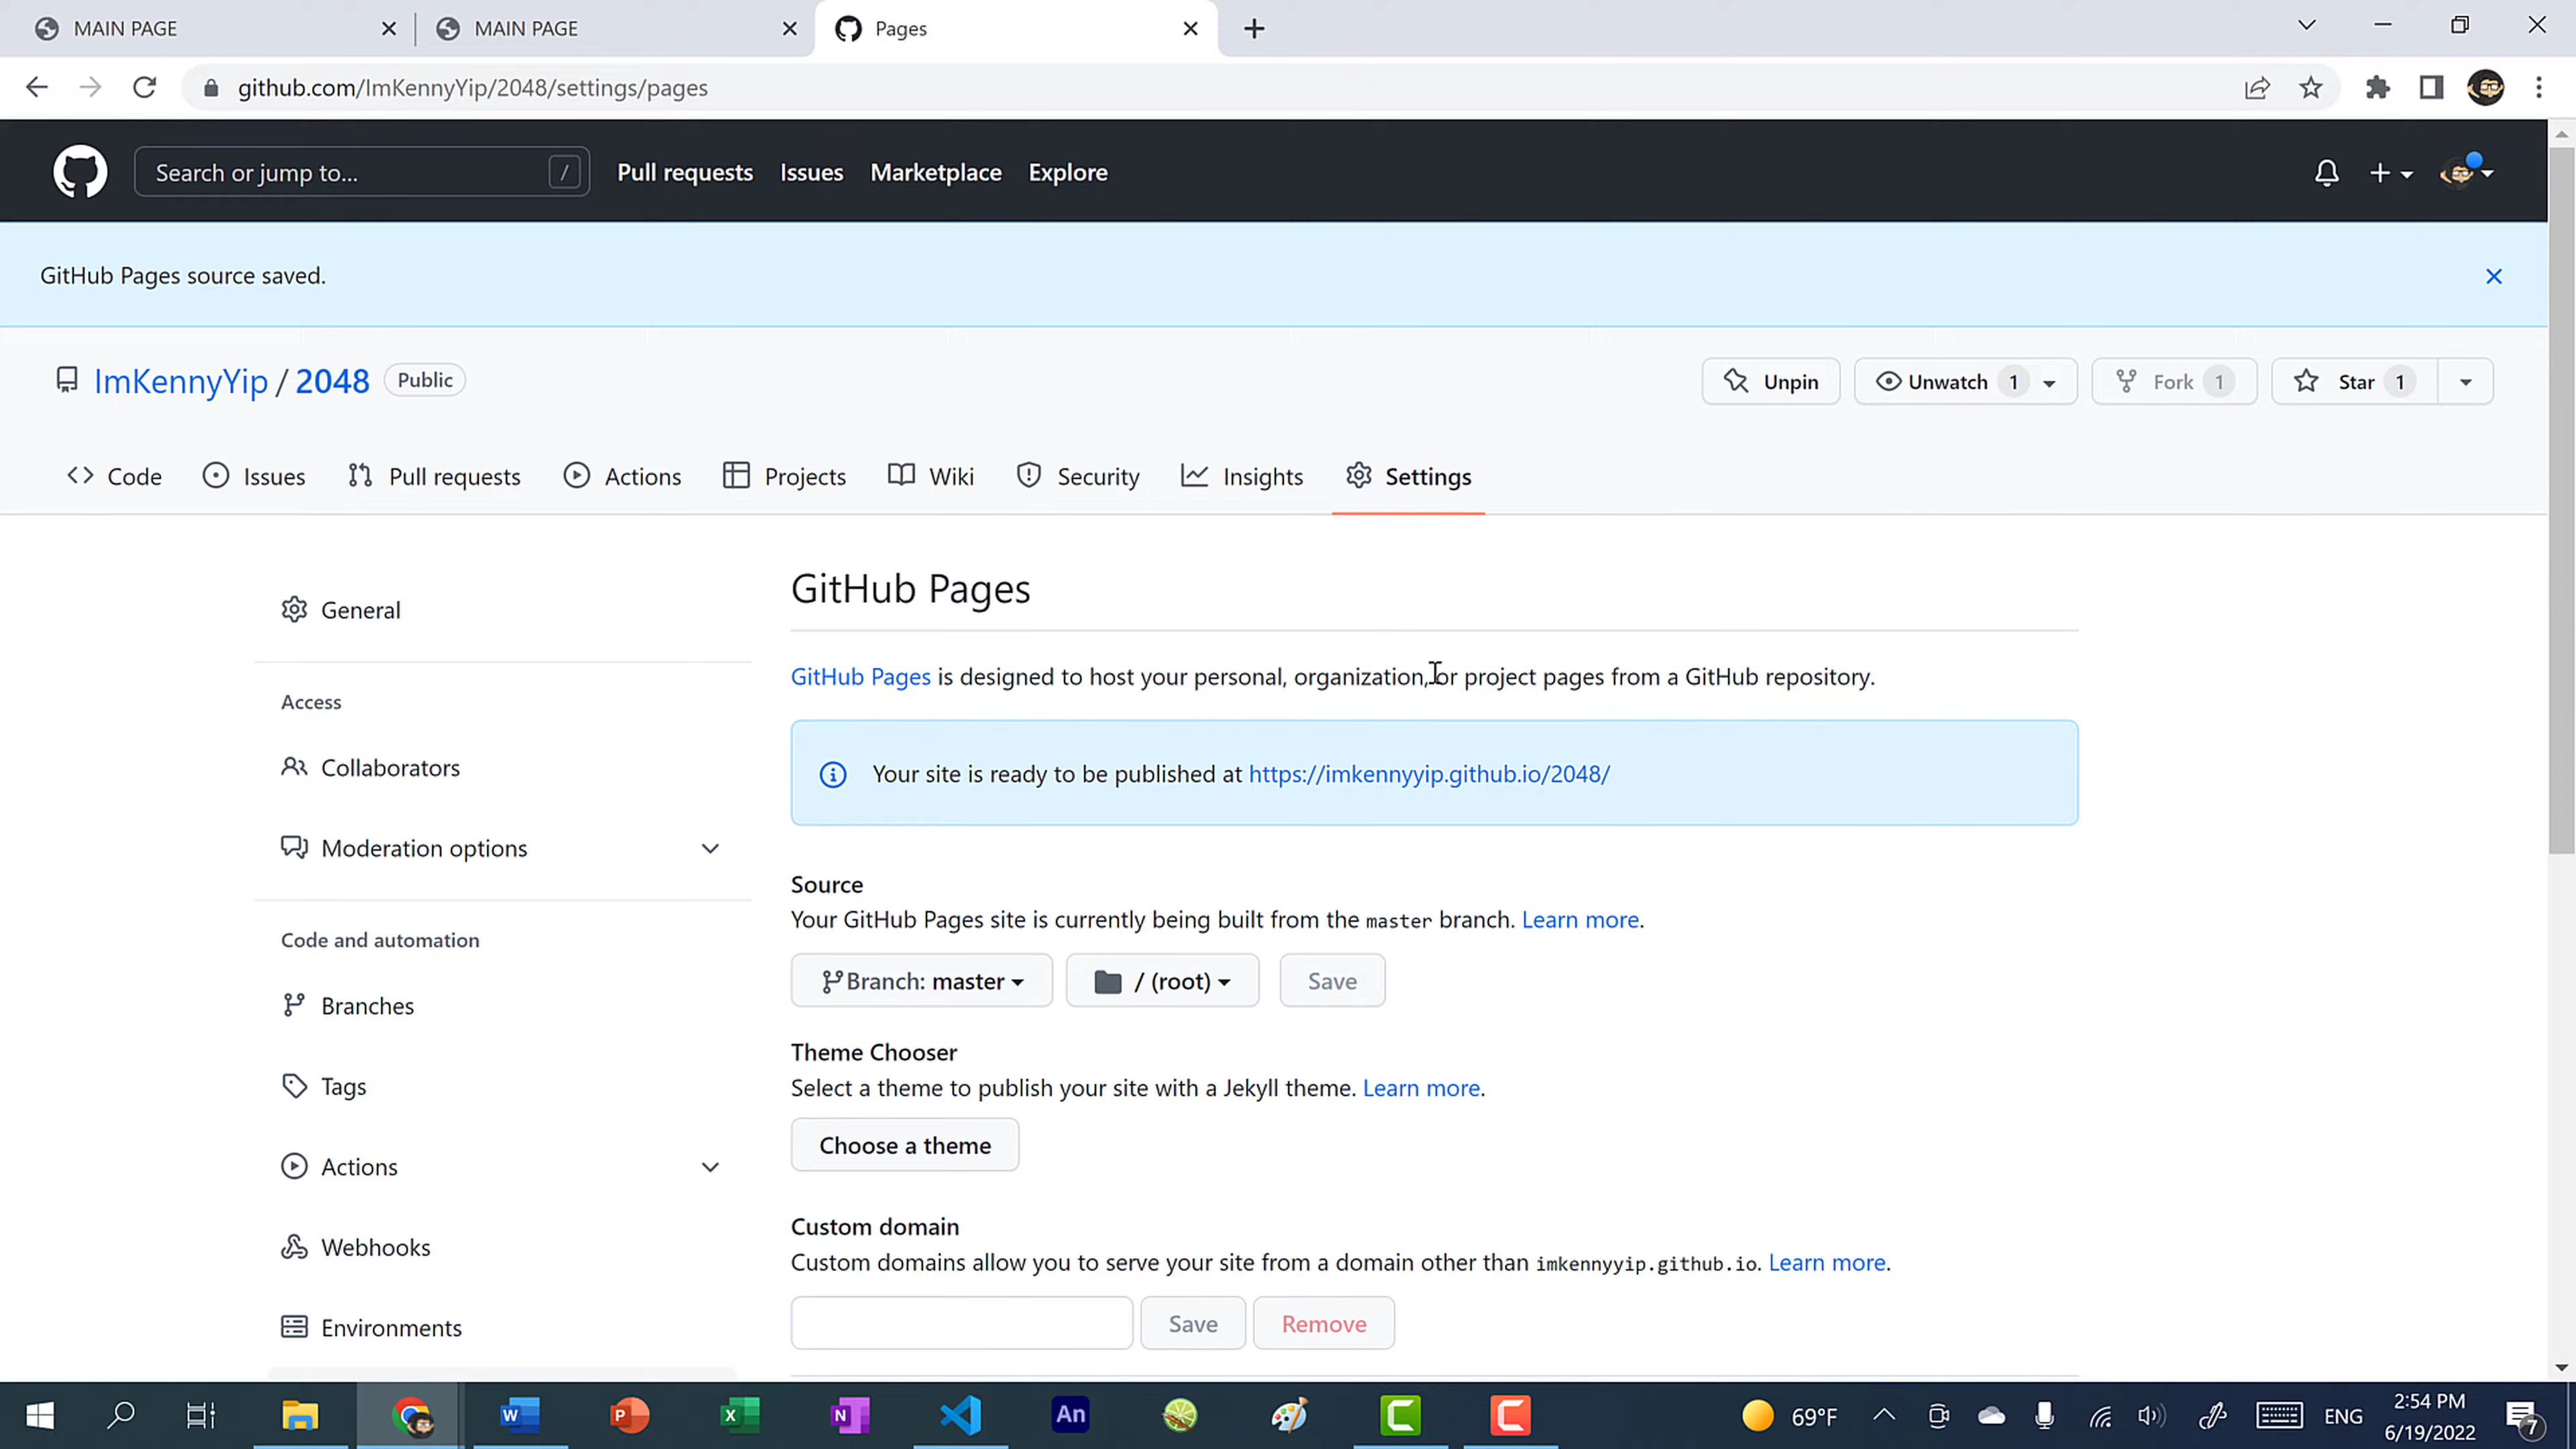 MAIN PAGE
MAIN PAGE
Pages
github.com/ImKennyYip/2048/settings/pages
Search or jump to... /
Pull requests Issues Marketplace Explore
GitHub Pages source saved.
ImKennyYip / 2048 Public
Unpin
Unwatch 1
Fork 1
Star 1
Code
Issues
Pull requests
Actions
Projects
Wiki
Security
Insights
Settings
General
Access
Collaborators
Moderation options
Code and automation
Branches
Tags
Actions
Webhooks
Environments
GitHub Pages
GitHub Pages is designed to host your personal, organization, or project pages from a GitHub repository.
Your site is ready to be published at https://imkennyyip.github.io/2048/
Source
Your GitHub Pages site is currently being built from the master branch. Learn more.
Branch: master
/ (root)
Save
Theme Chooser
Select a theme to publish your site with a Jekyll theme. Learn more.
Choose a theme
Custom domain
Custom domains allow you to serve your site from a domain other than imkennyyip.github.io. Learn more.
Save
Remove
W
P
X
N
An
C
C
69°F
ENG
2:54 PM
6/19/2022
7